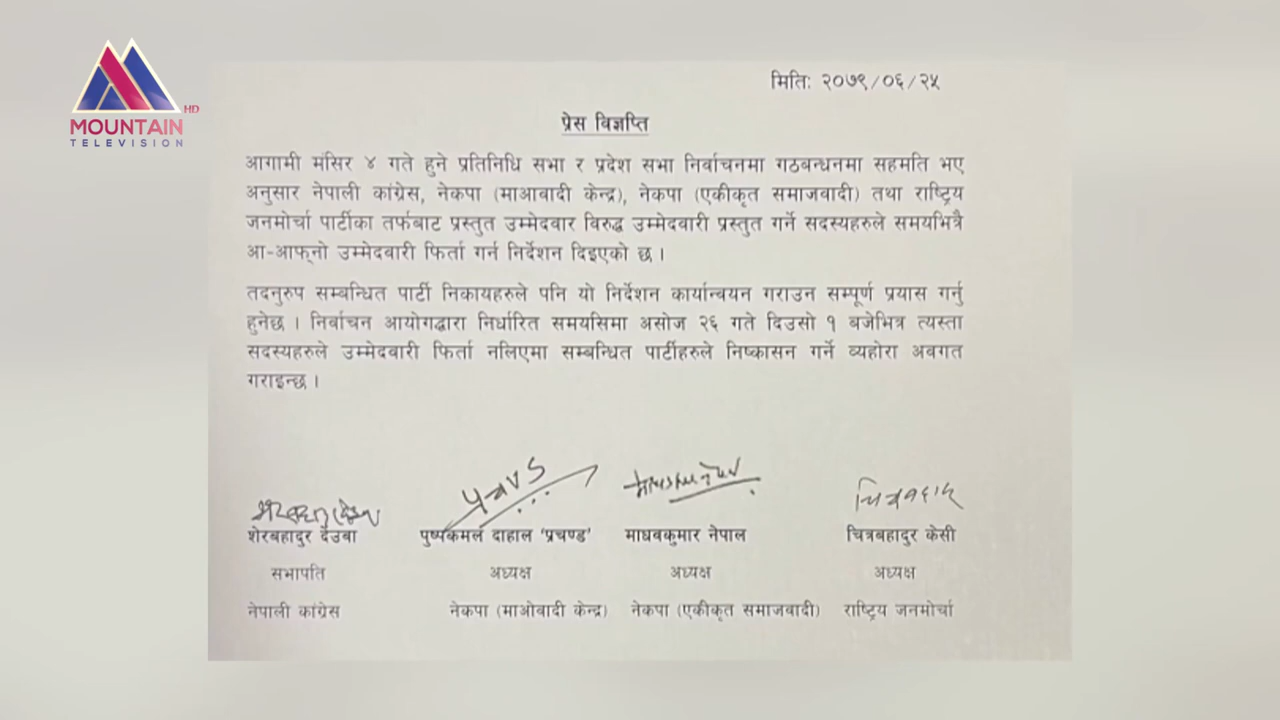 MOUNTAIN HD
TELEVISION
मितिः २०७९/०६/२५
प्रेस विज्ञप्ति
आगामी मंसिर ४ गते हुने प्रतिनिधि सभा र प्रदेश सभा निर्वाचनमा गठबन्धनमा सहमति भए
अनुसार नेपाली कांग्रेस, नेकपा (माओवादी केन्द्र), नेकपा (एकीकृत समाजवादी) तथा राष्ट्रिय
जनमोर्चा पार्टीका तर्फबाट प्रस्तुत उम्मेदवार विरुद्ध उम्मेदवारी प्रस्तुत गर्ने सदस्यहरुले समयभित्रै
आ-आफ्नो उम्मेदवारी फिर्ता गर्न निर्देशन दिइएको छ ।
तदनुरुप सम्बन्धित पार्टी निकायहरुले पनि यो निर्देशन कार्यान्वयन गराउन सम्पूर्ण प्रयास गर्नु
हुनेछ । निर्वाचन आयोगद्वारा निर्धारित समयसिमा असोज २६ गते दिउसो १ बजेभित्र त्यस्ता
सदस्यहरुले उम्मेदवारी फिर्ता नलिएमा सम्बन्धित पार्टीहरुले निष्कासन गर्ने व्यहोरा अवगत
गराइन्छ ।
शेरबहादुर देउवा पुष्पकमल दाहाल 'प्रचण्ड' माधवकुमार नेपाल चित्रबहादुर केसी
सभापति अध्यक्ष अध्यक्ष अध्यक्ष
नेपाली कांग्रेस नेकपा (माओवादी केन्द्र) नेकपा (एकीकृत समाजवादी) राष्ट्रिय जनमोर्चा